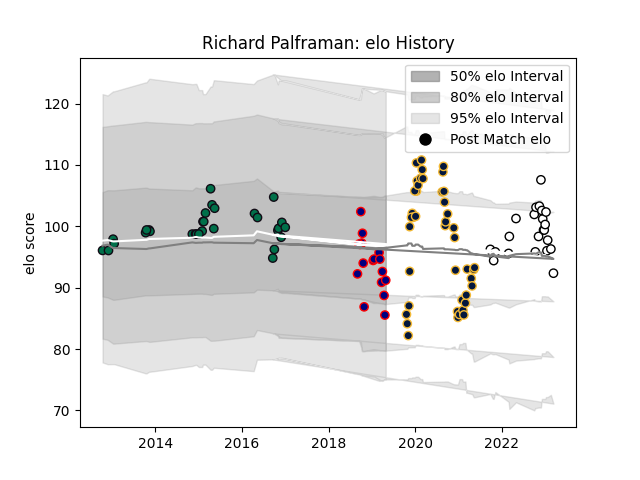 Richard Palframan: elo History
50% elo Interval
80% elo Interval
95% elo Interval
Post Match elo
elo score
120
110
100
90
80
70
2014
2016
2018
2020
2022